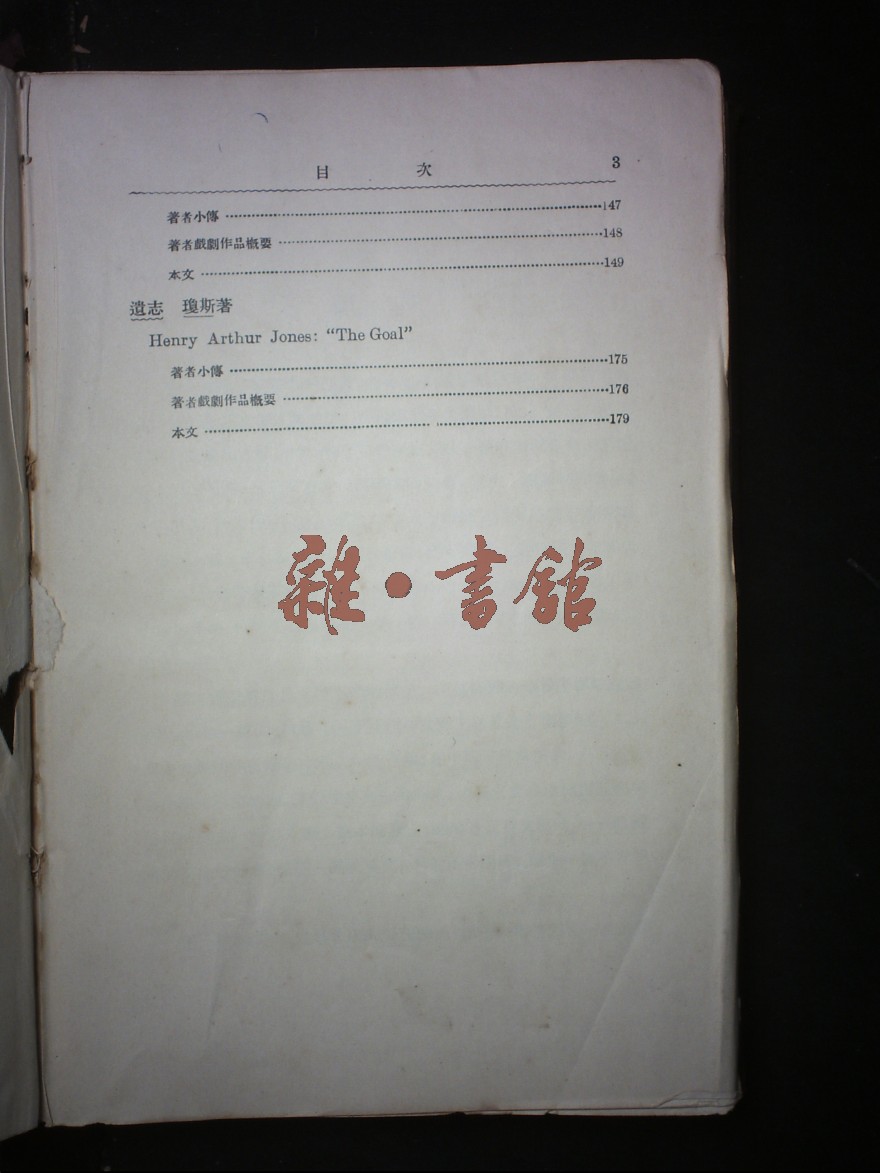 目次 3
著者小傳 147
著者戲劇作品概要 148
本文 149
遺志 瓊斯著
Henry Arthur Jones: “The Goal”
著者小傳 175
著者戲劇作品概要 176
本文 179
雜·書館